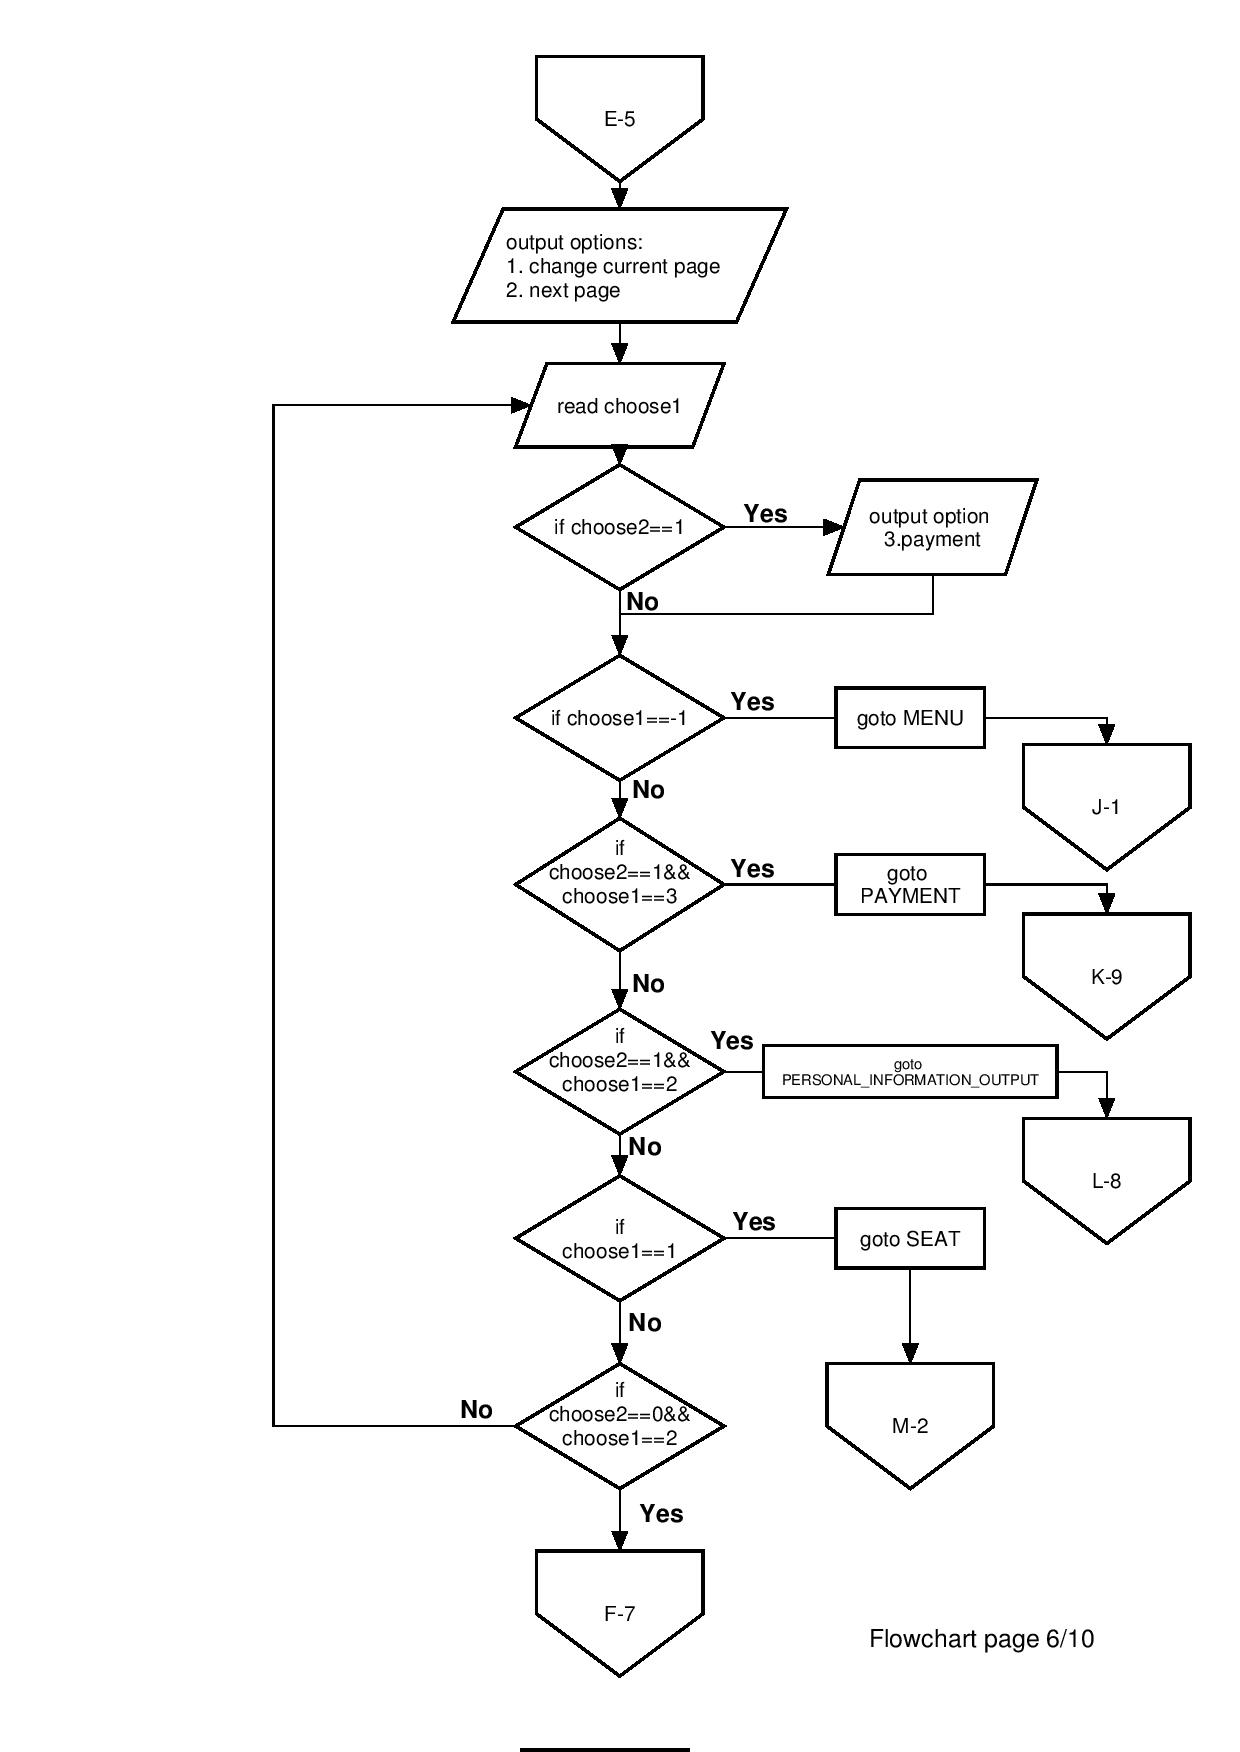 E-5
output options:
1. change current page
2. next page
read choose1
if choose2==1
Yes
output option
3.payment
No
if choose1==-1
Yes
goto MENU
J-1
No
if
choose2==1&&
choose1==3
Yes
goto
PAYMENT
K-9
No
if
choose2==1&&
choose1==2
Yes
goto
PERSONAL_INFORMATION_OUTPUT
L-8
No
if
choose1==1
Yes
goto SEAT
M-2
No
if
choose2==0&&
choose1==2
No
Yes
F-7
Flowchart page 6/10